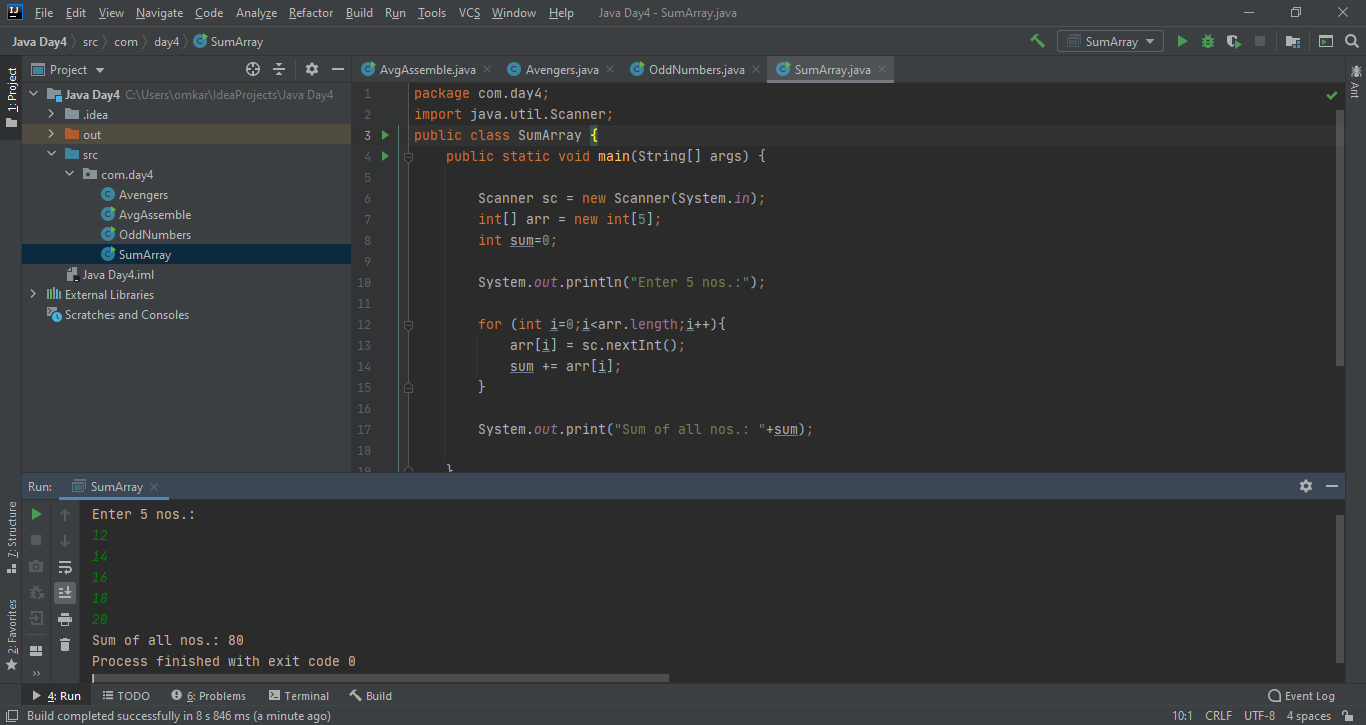 IJ File Edit View Navigate Code Analyze Refactor Build Run Tools VCS Window Help Java Day4 - SumArray.java
Java Day4 src com day4 SumArray SumArray
1: Project
Project
Java Day4 C:\Users\omkar\IdeaProjects\Java Day4
.idea
out
src
com.day4
Avengers
AvgAssemble
OddNumbers
SumArray
Java Day4.iml
External Libraries
Scratches and Consoles
AvgAssemble.java Avengers.java OddNumbers.java SumArray.java
Ant
1 package com.day4;
2 import java.util.Scanner;
3 public class SumArray {
4 public static void main(String[] args) {
5
6 Scanner sc = new Scanner(System.in);
7 int[] arr = new int[5];
8 int sum=0;
9
10 System.out.println("Enter 5 nos.:");
11
12 for (int i=0;i<arr.length;i++){
13 arr[i] = sc.nextInt();
14 sum += arr[i];
15 }
16
17 System.out.print("Sum of all nos.: "+sum);
18
19 }
Run: SumArray
7: Structure
2: Favorites
Enter 5 nos.:
12
14
16
18
20
Sum of all nos.: 80
Process finished with exit code 0
4: Run TODO 6: Problems Terminal Build Event Log
Build completed successfully in 8 s 846 ms (a minute ago) 10:1 CRLF UTF-8 4 spaces